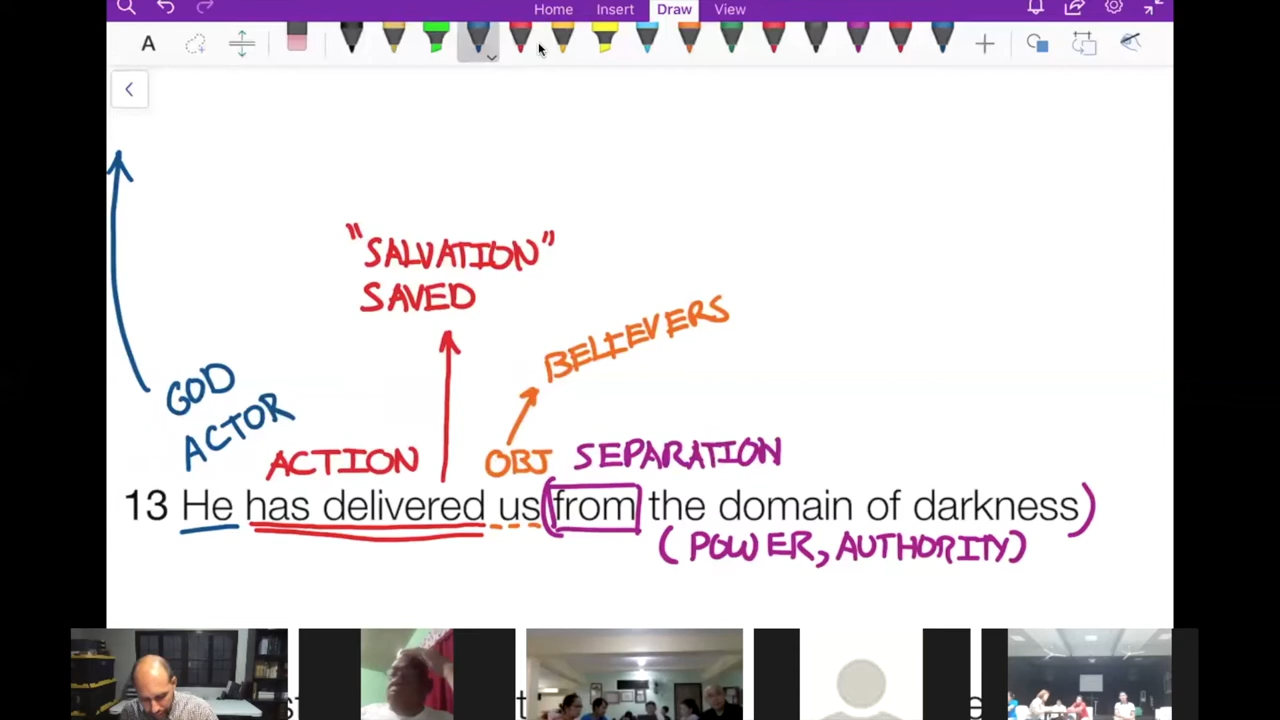 Home Insert Draw View
A
"SALVATION"
SAVED
BELIEVERS
GOD
ACTOR
ACTION OBJ SEPARATION
13 He has delivered us (from the domain of darkness)
(POWER, AUTHORITY)